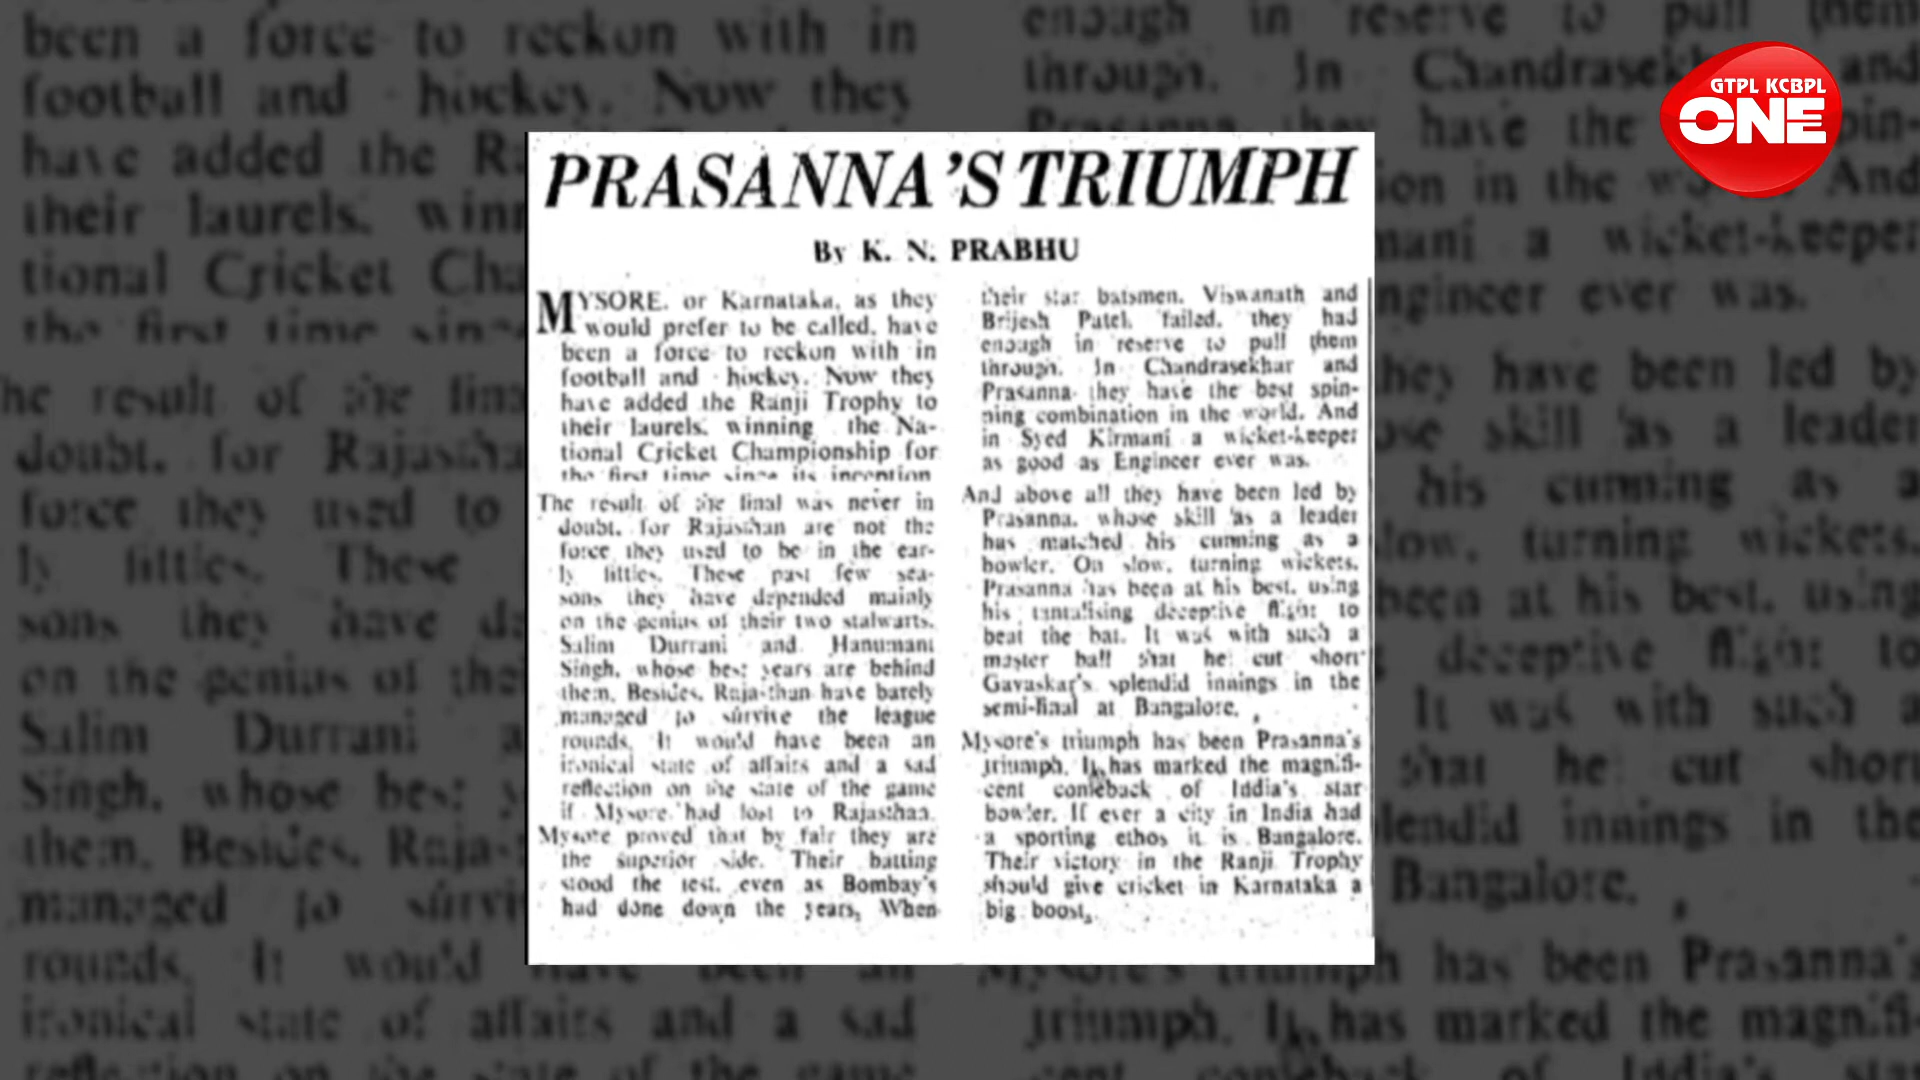 PRASANNA'S TRIUMPH
By K. N. PRABHU
MYSORE. or Karnataka, as they
would prefer to be called, have
been a force to reckon with in
football and hockey. Now they
have added the Ranji Trophy to
their laurels, winning the Na-
tional Cricket Championship for
the first time since its inception
The result of the final was never in
doubt, for Rajasthan are not the
force they used to be in the ear-
ly fifties. These past few sea-
sons they have depended mainly
on the genius of their two stalwarts,
Salim Durrani and Hanumant
Singh, whose best years are behind
them. Besides, Rajasthan have barely
managed to survive the league
rounds. It would have been an
ironical state of affairs and a sad
reflection on the state of the game
if Mysore had lost to Rajasthan.
Mysore proved that by fair they are
the superior side. Their batting
stood the test, even as Bombay's
had done down the years, When
their star batsmen, Viswanath and
Brijesh Patel, failed, they had
enough in reserve to pull them
through. In Chandrasekhar and
Prasanna they have the best spin-
ning combination in the world. And
in Syed Kirmani a wicket-keeper
as good as Engineer ever was.
And above all they have been led by
Prasanna, whose skill as a leader
has matched his cunning as a
bowler. On slow, turning wickets,
Prasanna has been at his best, using
his tantalising deceptive flight to
beat the bat. It was with such a
master ball that he cut short
Gavaskar's splendid innings in the
semi-final at Bangalore.
Mysore's triumph has been Prasanna's
triumph. It has marked the magnifi-
cent comeback of India's star
bowler. If ever a city in India had
a sporting ethos it is Bangalore.
Their victory in the Ranji Trophy
should give cricket in Karnataka a
big boost.
GTPL KCBPL
ONE